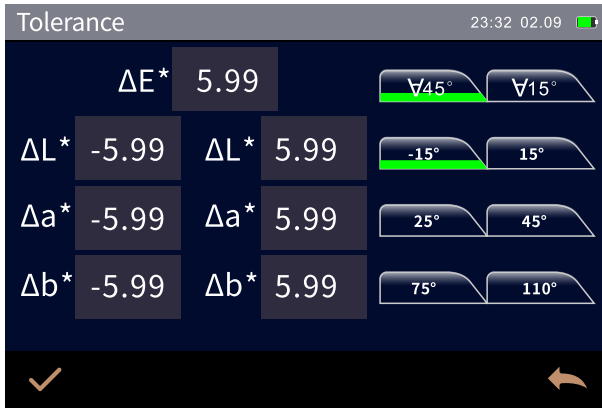 Tolerance 23:32 02.09
ΔE* 5.99 ∀45° ∀15°
ΔL* -5.99 ΔL* 5.99 -15° 15°
Δa* -5.99 Δa* 5.99 25° 45°
Δb* -5.99 Δb* 5.99 75° 110°